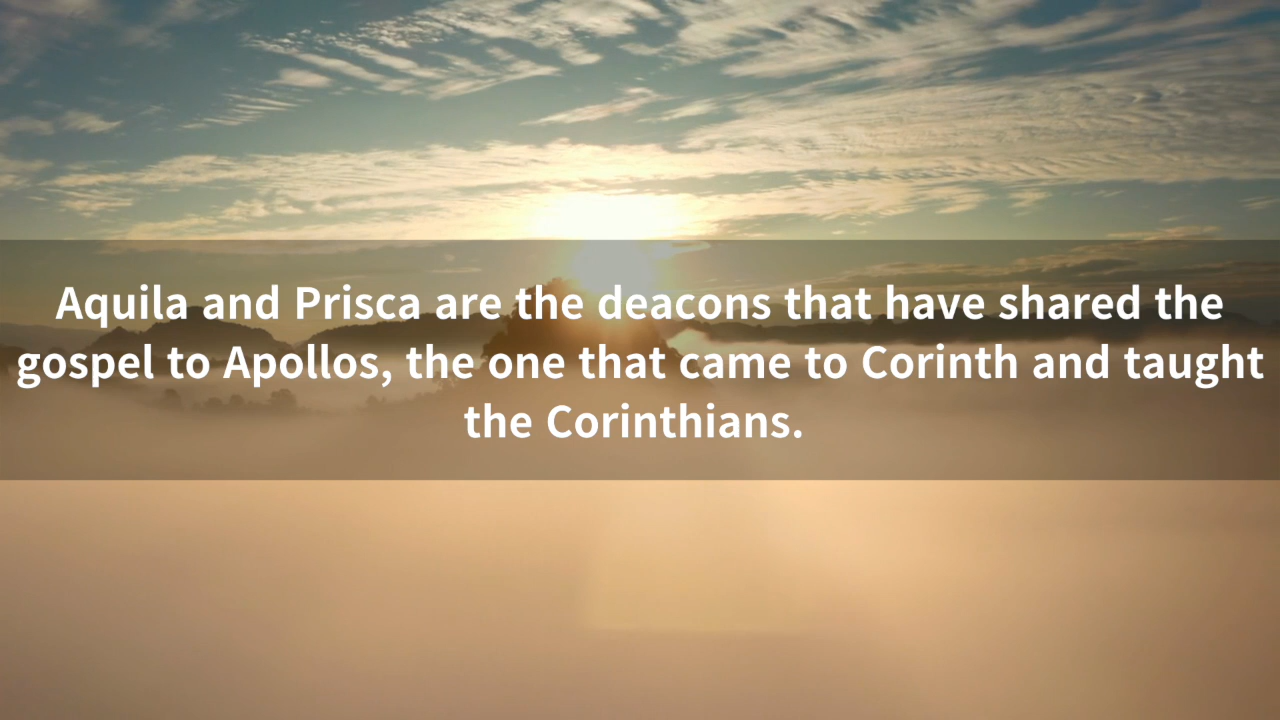 Aquila and Prisca are the deacons that have shared the
gospel to Apollos, the one that came to Corinth and taught
the Corinthians.